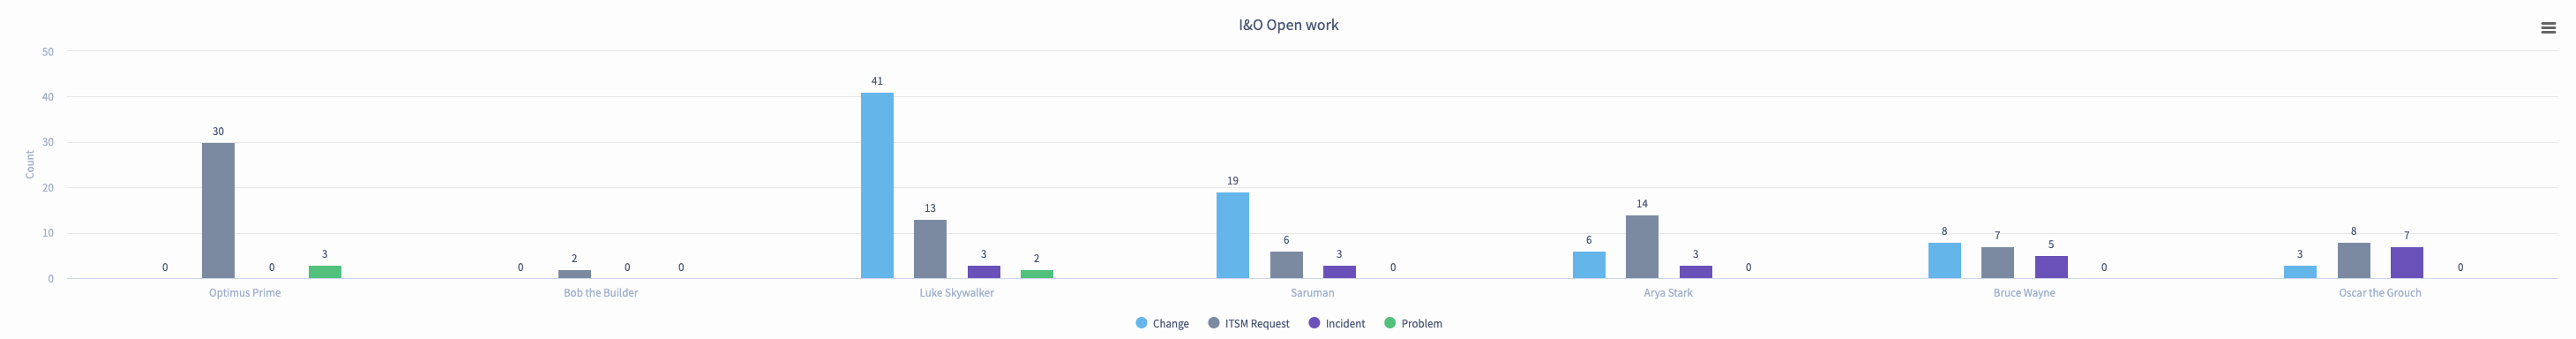 I&O Open work
50
40
30
20
10
0
Count
0 30 0 3
0 2 0 0
41 13 3 2
19 6 3 0
6 14 3 0
8 7 5 0
3 8 7 0
Optimus Prime Bob the Builder Luke Skywalker Saruman Arya Stark Bruce Wayne Oscar the Grouch
Change ITSM Request Incident Problem